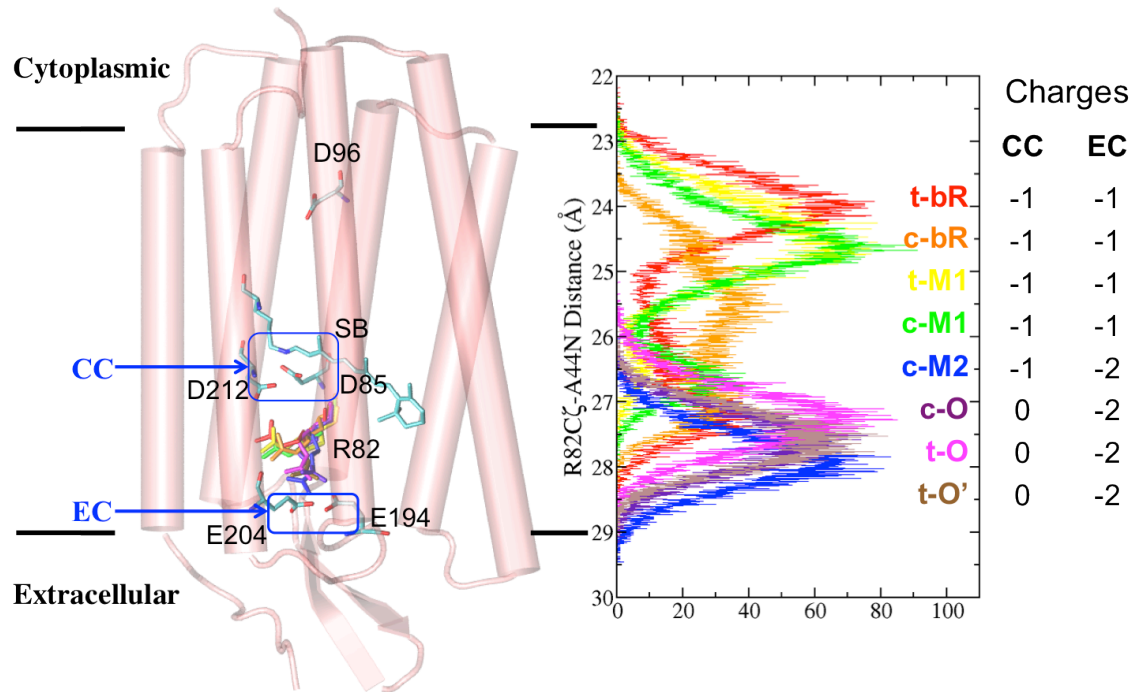 Cytoplasmic
D96
SB
CC
D212
D85
R82
EC
E204
E194
Extracellular
R82Cζ-A44N Distance (Å)
22
23
24
25
26
27
28
29
30
0
20
40
60
80
100
Charges
CC EC
t-bR -1 -1
c-bR -1 -1
t-M1 -1 -1
c-M1 -1 -1
c-M2 -1 -2
c-O 0 -2
t-O 0 -2
t-O’ 0 -2